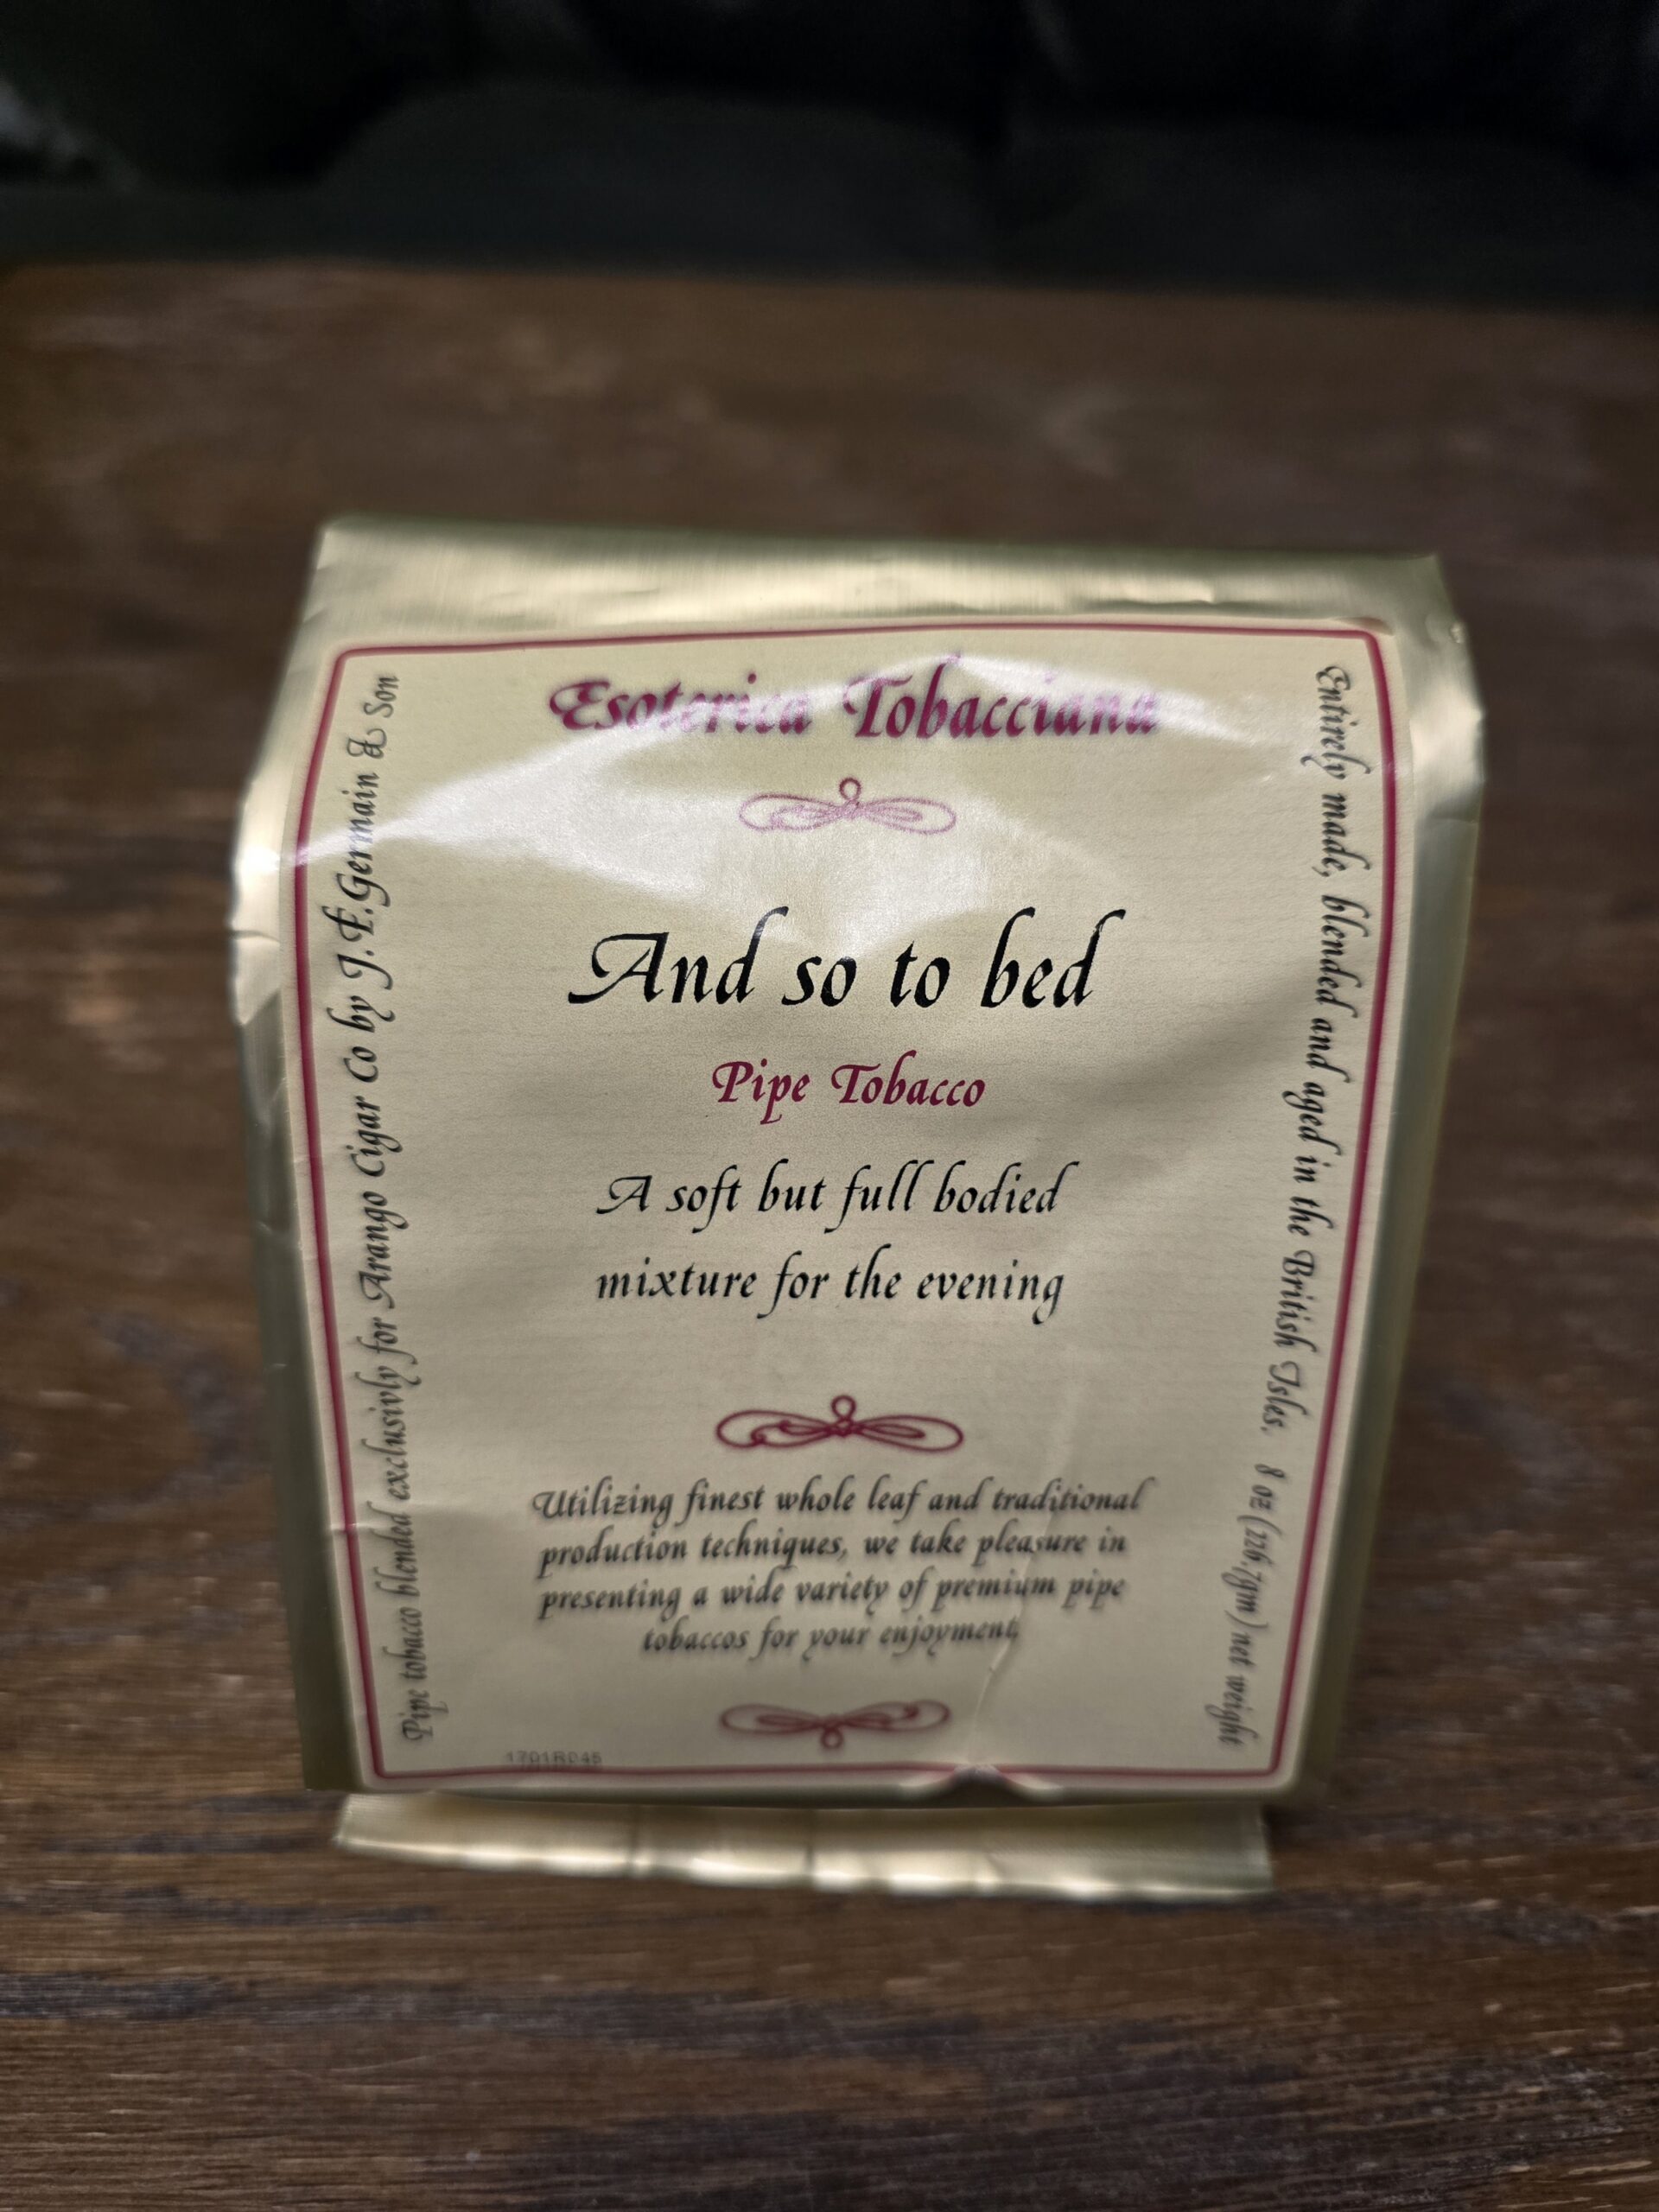 Esoterica Tobacciana
And so to bed
Pipe Tobacco
A soft but full bodied
mixture for the evening
Utilizing finest whole leaf and traditional
production techniques, we take pleasure in
presenting a wide variety of premium pipe
tobaccos for your enjoyment.
Pipe tobacco blended exclusivly for Arango Cigar Co by J.E.Germain & Son
Entirely made, blended and aged in the British Isles. 8 oz (226.7gm) net weight